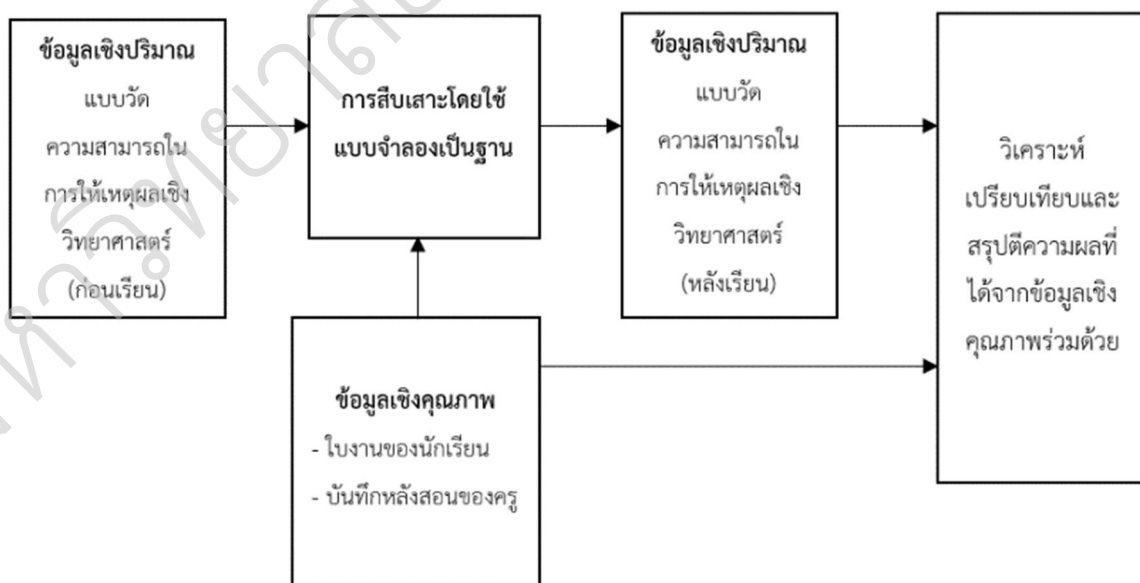 ข้อมูลเชิงปริมาณ
แบบวัด
ความสามารถใน
การให้เหตุผลเชิง
วิทยาศาสตร์
(ก่อนเรียน)
การสืบเสาะโดยใช้
แบบจำลองเป็นฐาน
ข้อมูลเชิงปริมาณ
แบบวัด
ความสามารถใน
การให้เหตุผลเชิง
วิทยาศาสตร์
(หลังเรียน)
วิเคราะห์
เปรียบเทียบและ
สรุปตีความผลที่
ได้จากข้อมูลเชิง
คุณภาพร่วมด้วย
ข้อมูลเชิงคุณภาพ
- ใบงานของนักเรียน
- บันทึกหลังสอนของครู